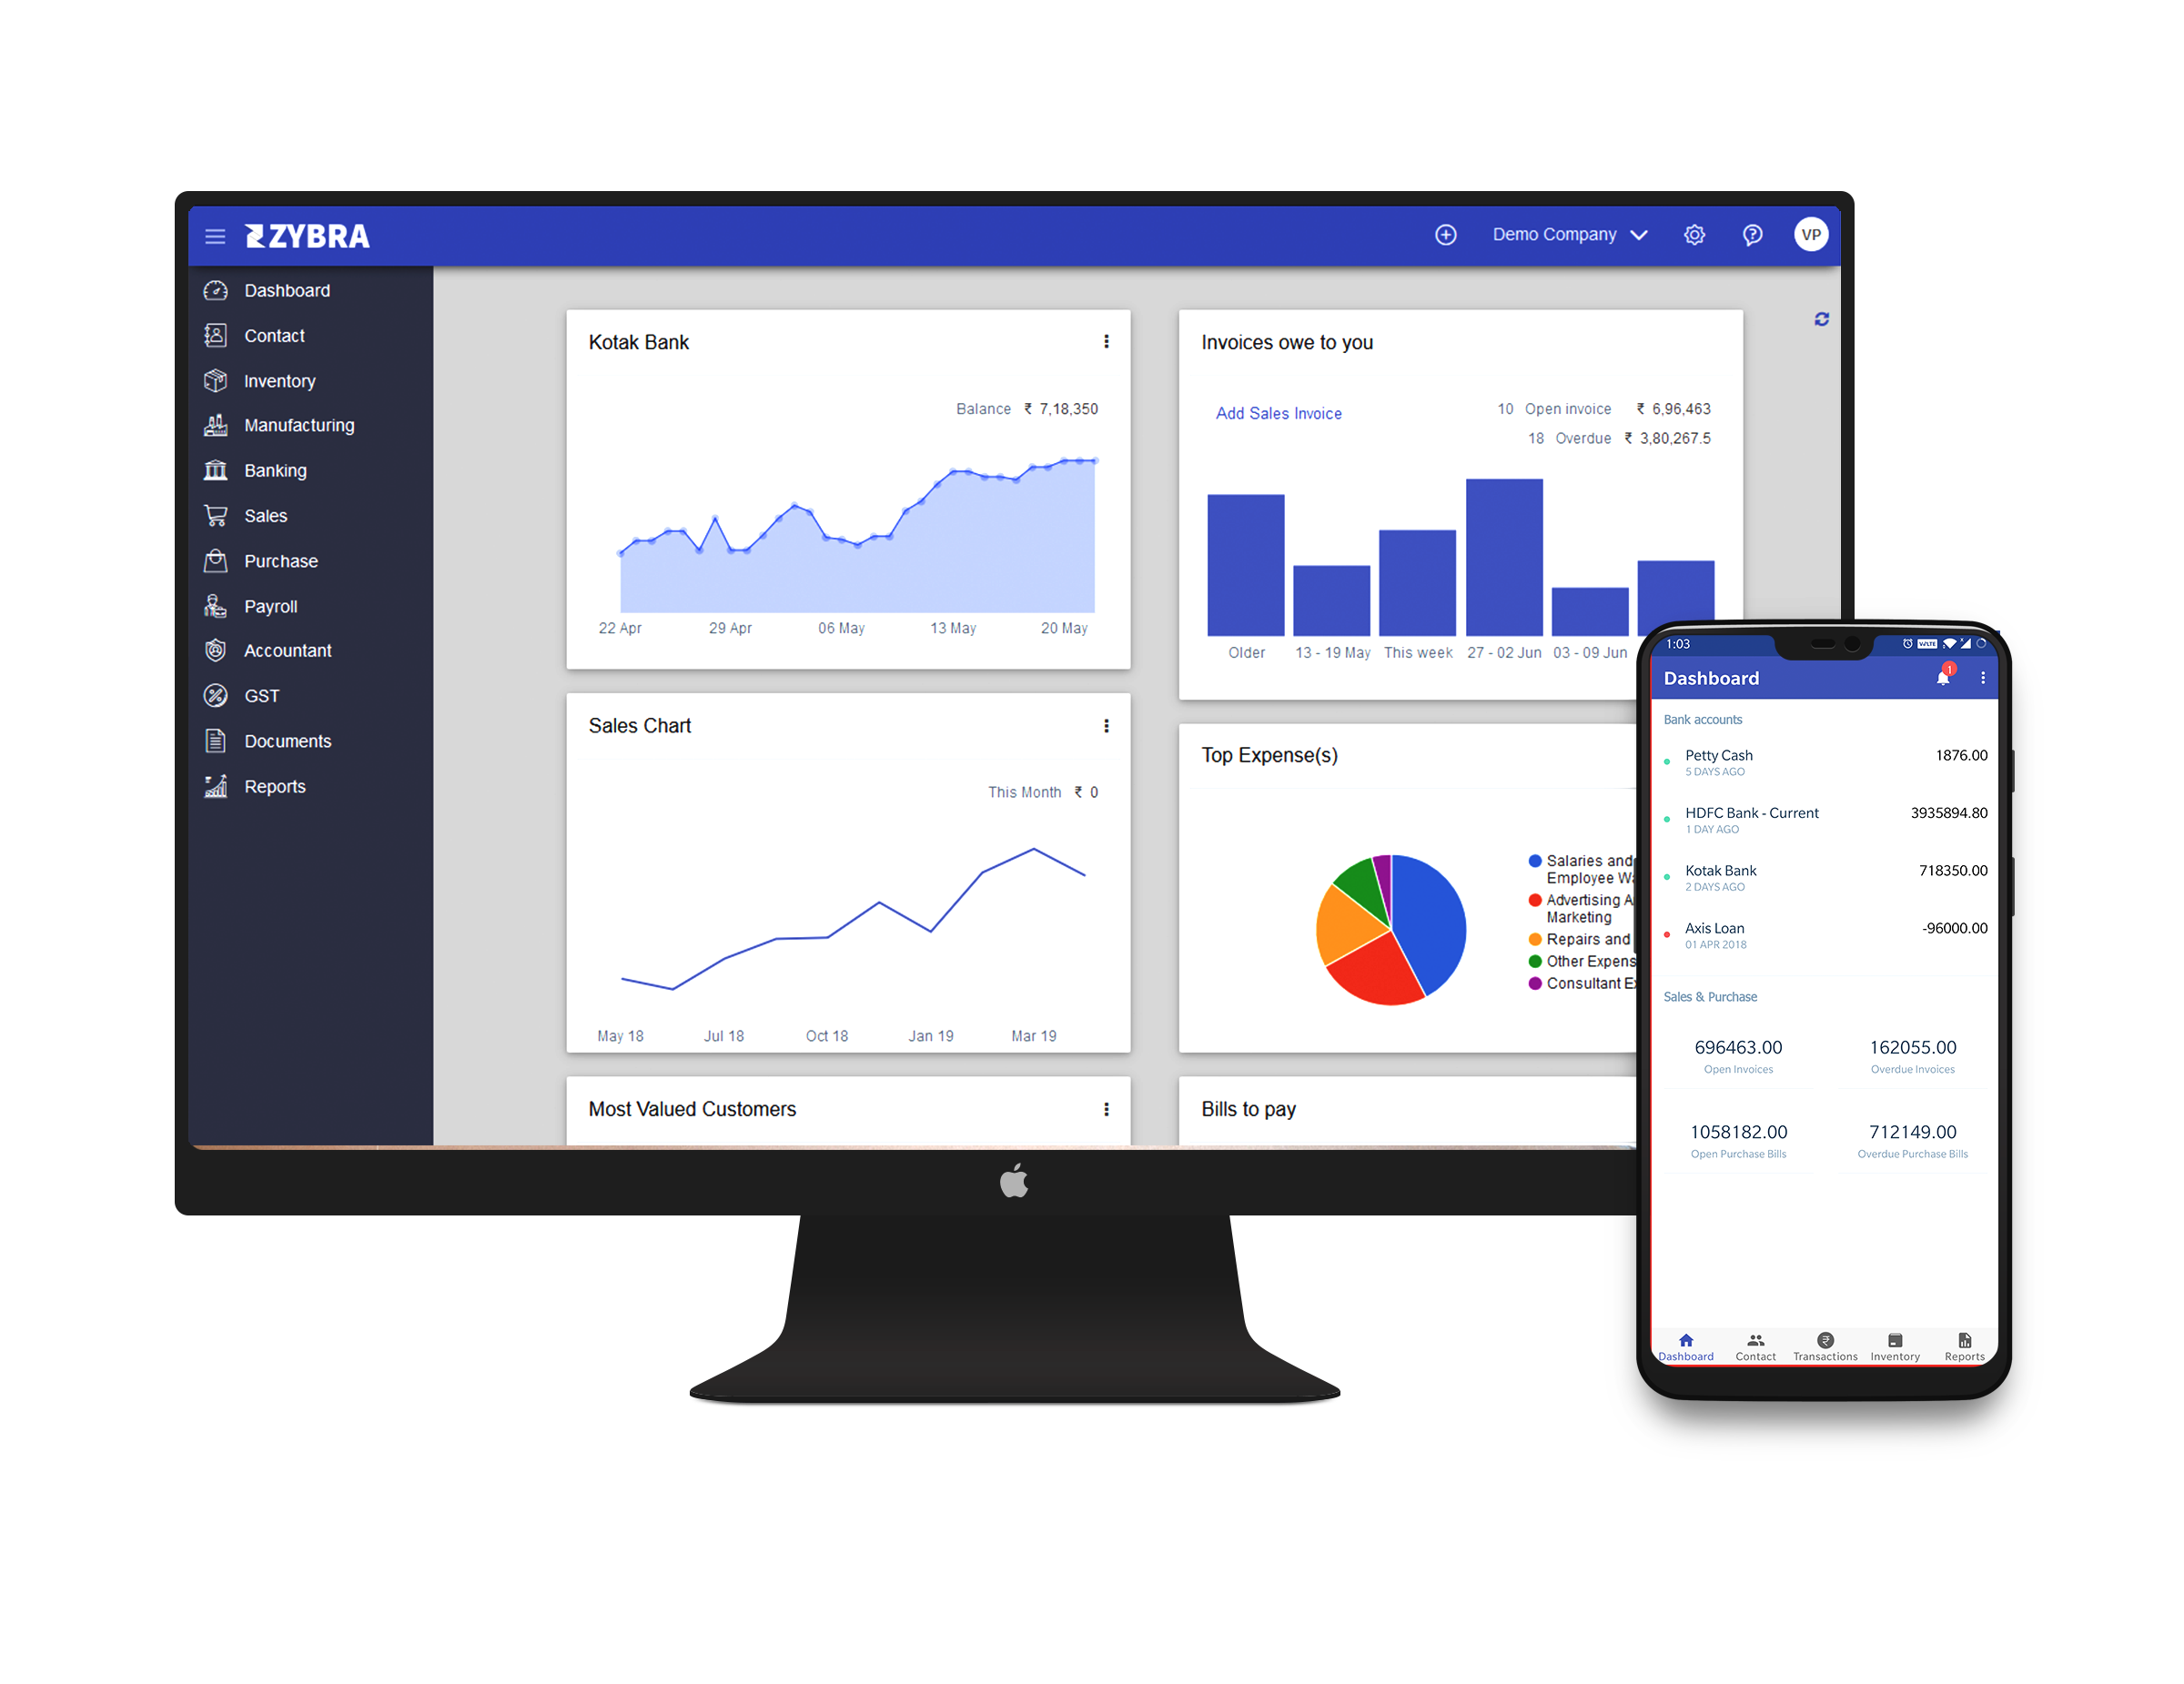 ZYBRA
Demo Company
VP
Dashboard
Contact
Inventory
Manufacturing
Banking
Sales
Purchase
Payroll
Accountant
GST
Documents
Reports
Kotak Bank
Balance ₹ 7,18,350
22 Apr 29 Apr 06 May 13 May 20 May
Invoices owe to you
Add Sales Invoice
10 Open invoice ₹ 6,96,463
18 Overdue ₹ 3,80,267.5
Older 13 - 19 May This week 27 - 02 Jun 03 - 09 Jun
Sales Chart
This Month ₹ 0
May 18 Jul 18 Oct 18 Jan 19 Mar 19
Top Expense(s)
Salaries and
Employee
Advertising
Marketing
Repairs and
Other
Consultant
Most Valued Customers
Bills to pay
1:03
VoLTE
Dashboard
1
Bank accounts
Petty Cash 1876.00
5 DAYS AGO
HDFC Bank - Current 3935894.80
1 DAY AGO
Kotak Bank 718350.00
2 DAYS AGO
Axis Loan -96000.00
01 APR 2018
Sales & Purchase
696463.00 162055.00
Open Invoices Overdue Invoices
1058182.00 712149.00
Open Purchase Bills Overdue Purchase Bills
Dashboard Contact Transactions Inventory Reports